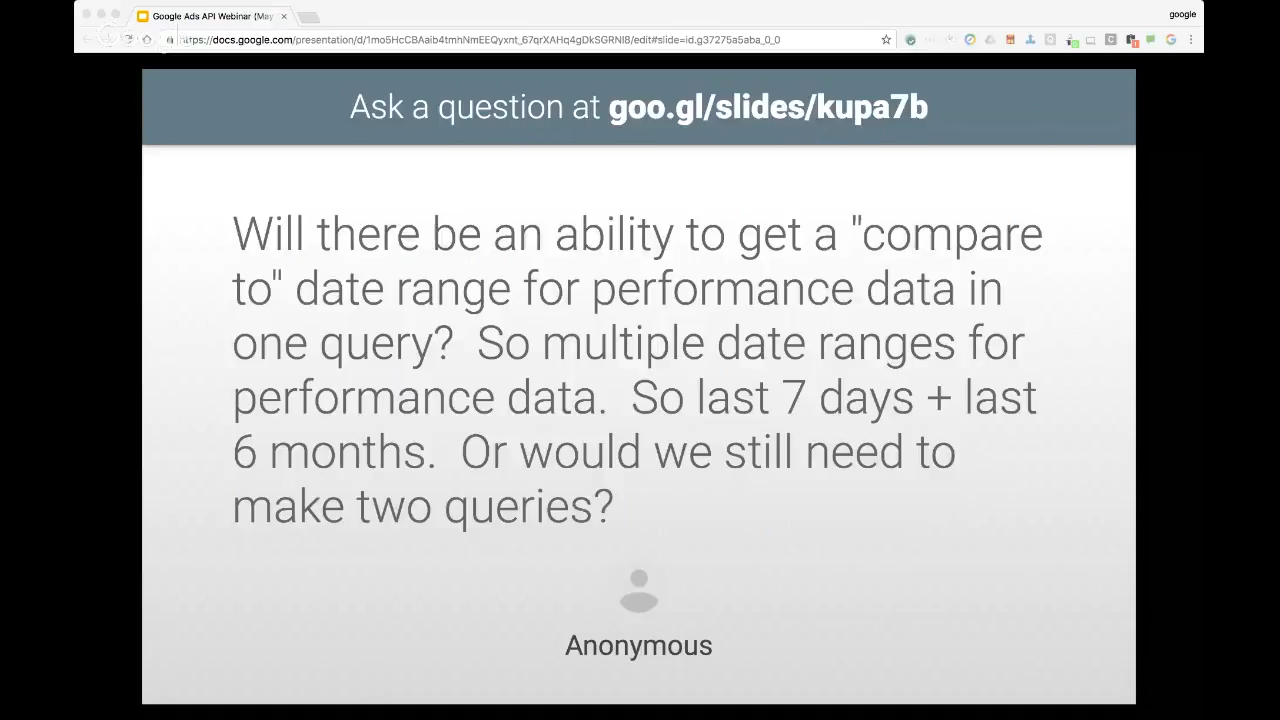 Google Ads API Webinar (May
google
https://docs.google.com/presentation/d/1mo5HcCBAaib4tmhNmEEQyxnt_67qrXAHq4gDkSGRNI8/edit#slide=id.g37275a5aba_0_0
Ask a question at goo.gl/slides/kupa7b
Will there be an ability to get a "compare
to" date range for performance data in
one query?  So multiple date ranges for
performance data.  So last 7 days + last
6 months.  Or would we still need to
make two queries?
Anonymous